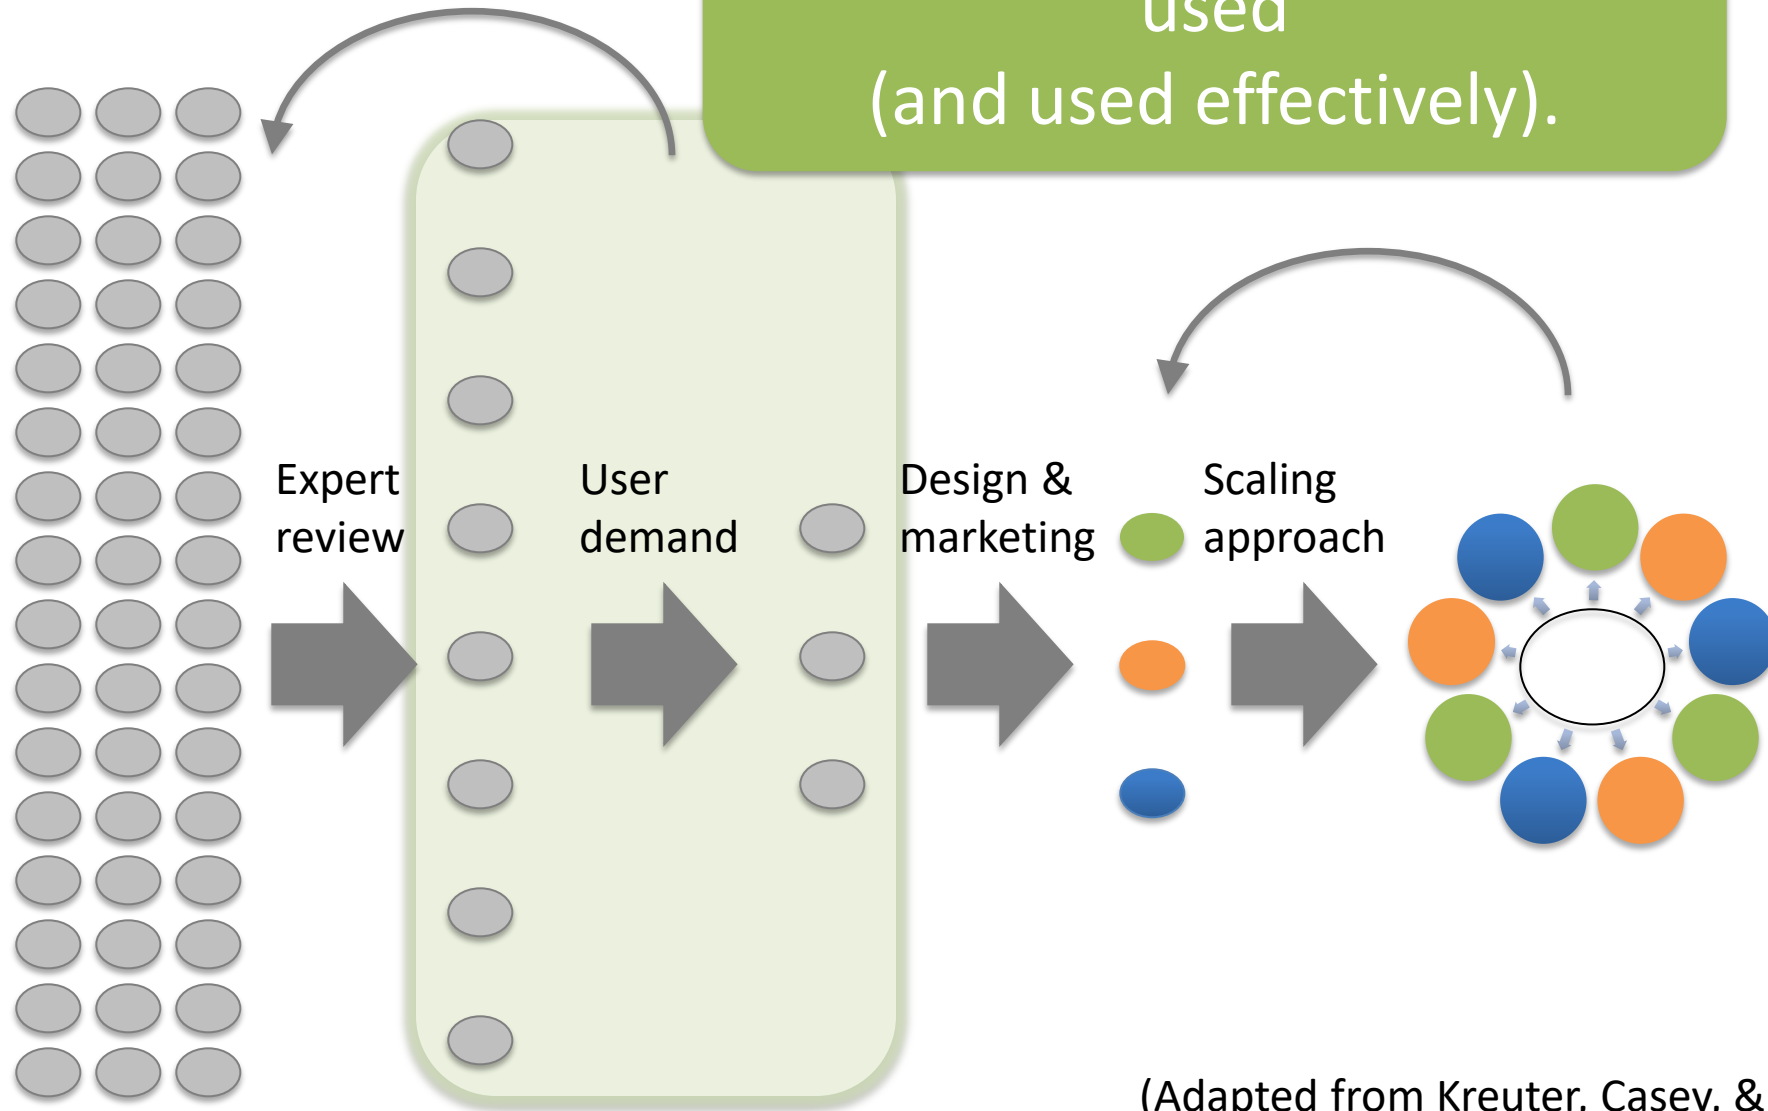 used
(and used effectively).
Expert
review
User
demand
Design &
marketing
Scaling
approach
(Adapted from Kreuter, Casey, &